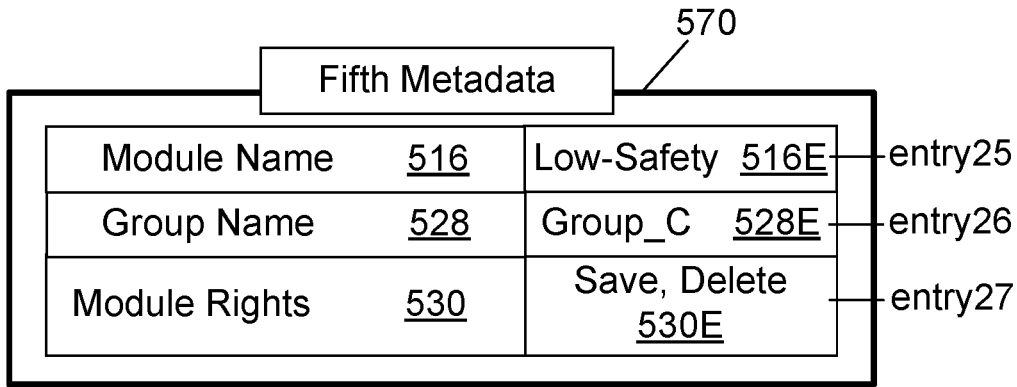 570
Fifth Metadata
Module Name 516 Low-Safety 516E entry25
Group Name 528 Group_C 528E entry26
Module Rights 530 Save, Delete 530E entry27